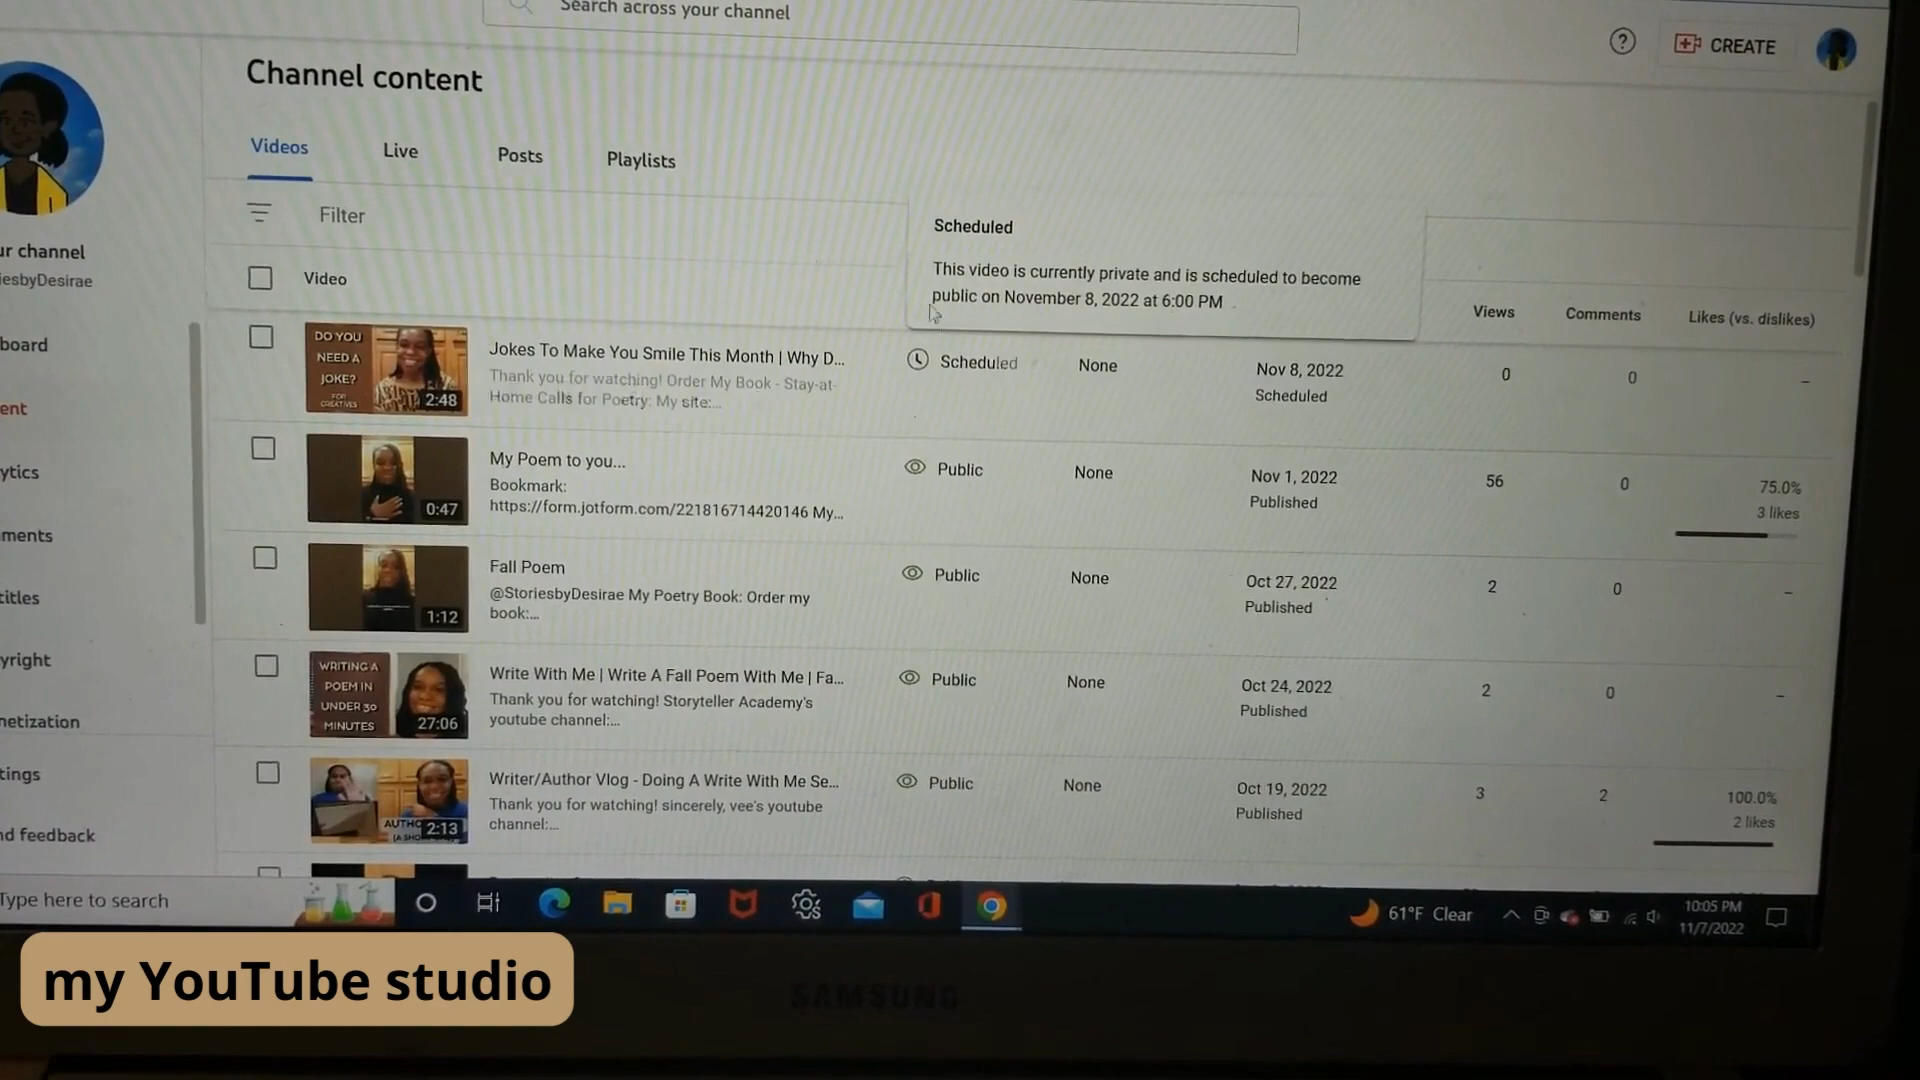 Search across your channel
CREATE
Channel content
Videos
Live
Posts
Playlists
Filter
Scheduled
This video is currently private and is scheduled to become
public on November 8, 2022 at 6:00 PM
ur channel
iesbyDesirae
Video
Views
Comments
Likes (vs. dislikes)
board
ent
ytics
ments
titles
yright
netization
tings
nd feedback
DO YOU
NEED A
JOKE?
FOR
CREATIVES
2:48
Jokes To Make You Smile This Month | Why D...
Thank you for watching! Order My Book - Stay-at-
Home Calls for Poetry: My site:...
Scheduled
None
Nov 8, 2022
Scheduled
0
0
–
0:47
My Poem to you...
Bookmark:
https://form.jotform.com/221816714420146 My...
Public
None
Nov 1, 2022
Published
56
0
75.0%
3 likes
1:12
Fall Poem
@StoriesbyDesirae My Poetry Book: Order my
book:...
Public
None
Oct 27, 2022
Published
2
0
–
WRITING A
POEM IN
UNDER 30
MINUTES
27:06
Write With Me | Write A Fall Poem With Me | Fa...
Thank you for watching! Storyteller Academy's
youtube channel:...
Public
None
Oct 24, 2022
Published
2
0
–
2:13
Writer/Author Vlog - Doing A Write With Me Se...
Thank you for watching! sincerely, vee's youtube
channel:...
Public
None
Oct 19, 2022
Published
3
2
100.0%
2 likes
Type here to search
61°F Clear
10:05 PM
11/7/2022
my YouTube studio
SAMSUNG